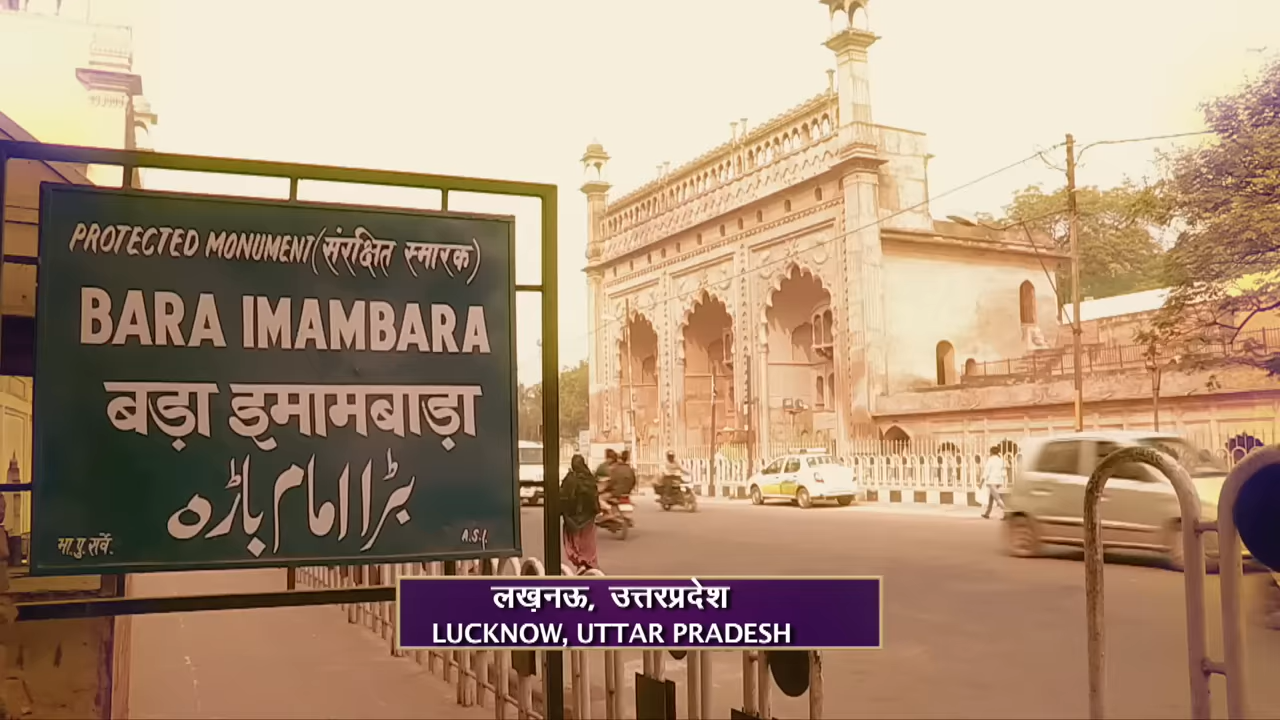 PROTECTED MONUMENT (संरक्षित स्मारक)
BARA IMAMBARA
बड़ा इमामबाड़ा
بڑا امام باڑہ
भा.पु.सर्वे.
A.S.I.
लख़नऊ, उत्तरप्रदेश
LUCKNOW, UTTAR PRADESH